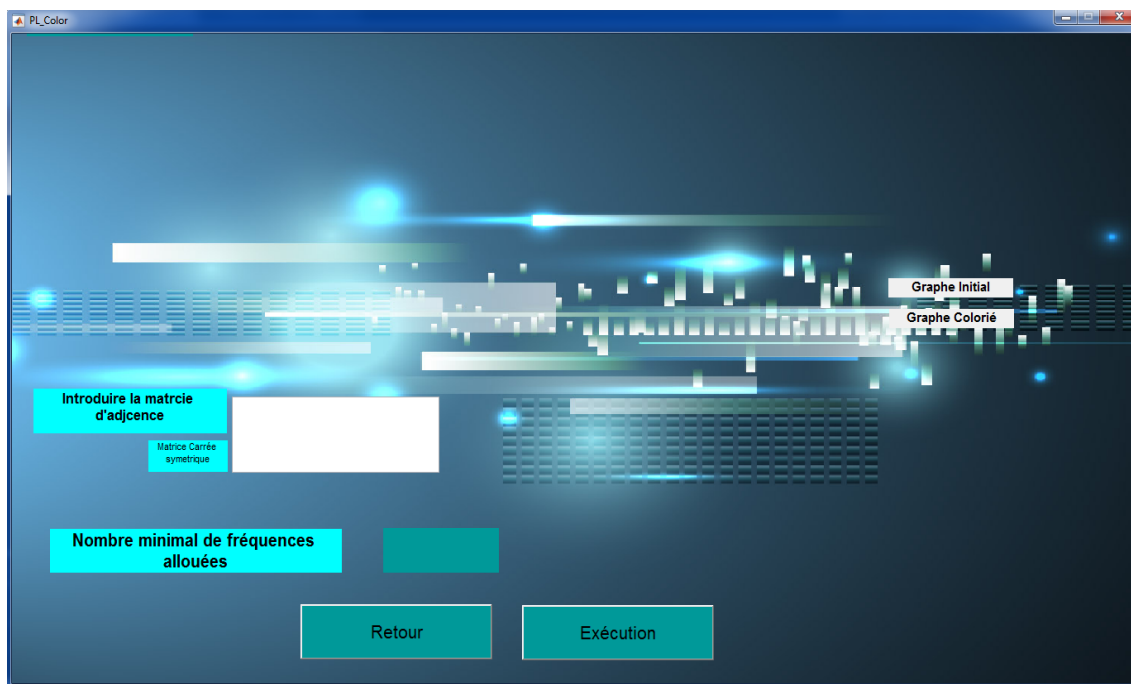 PL_Color
Graphe Initial
Graphe Colorié
Introduire la matrcie
d'adjcence
Matrice Carrée
symetrique
Nombre minimal de fréquences
allouées
Retour
Exécution